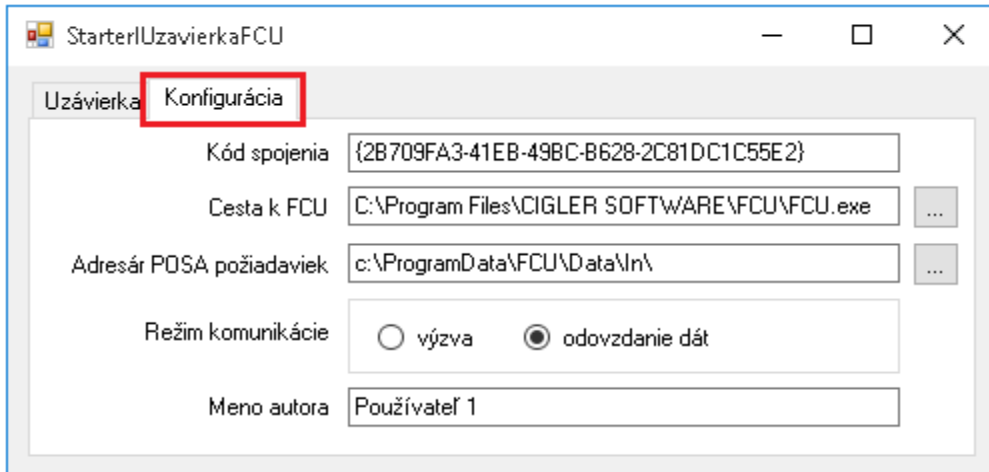 StarterIUzavierkaFCU
Uzávierka Konfigurácia
Kód spojenia {2B709FA3-41EB-49BC-B628-2C81DC1C55E2}
Cesta k FCU C:\Program Files\CIGLER SOFTWARE\FCU\FCU.exe ...
Adresár POSA požiadaviek c:\ProgramData\FCU\Data\In\ ...
Režim komunikácie výzva odovzdanie dát
Meno autora Používateľ 1